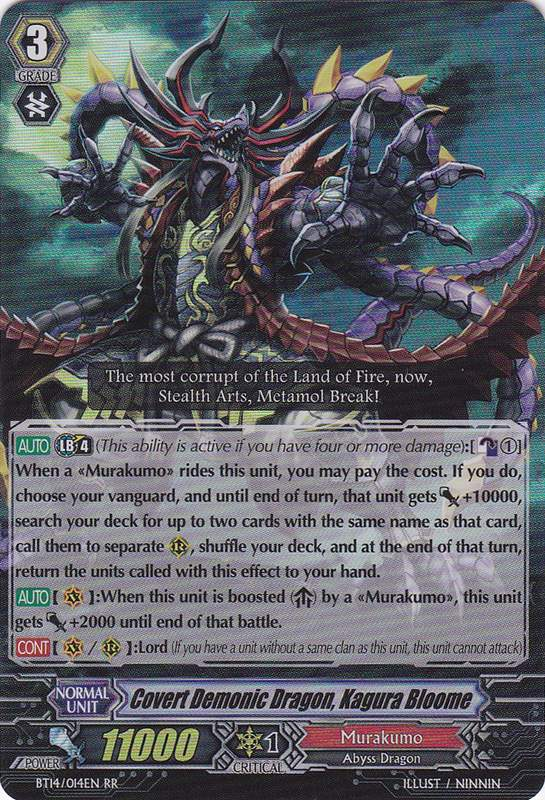 3
GRADE
The most corrupt of the Land of Fire, now,
Stealth Arts, Metamol Break!
AUTO LB 4 (This ability is active if you have four or more damage):[ ①]
When a «Murakumo» rides this unit, you may pay the cost. If you do,
choose your vanguard, and until end of turn, that unit gets +10000,
search your deck for up to two cards with the same name as that card,
call them to separate , shuffle your deck, and at the end of that turn,
return the units called with this effect to your hand.
AUTO [ ]:When this unit is boosted ( ) by a «Murakumo», this unit
gets +2000 until end of that battle.
CONT [ / ]:Lord (If you have a unit without a same clan as this unit, this unit cannot attack)
NORMAL
UNIT
Covert Demonic Dragon, Kagura Bloome
POWER
11000
1
CRITICAL
Murakumo
Abyss Dragon
BT14/014EN RR
ILLUST / NINNIN